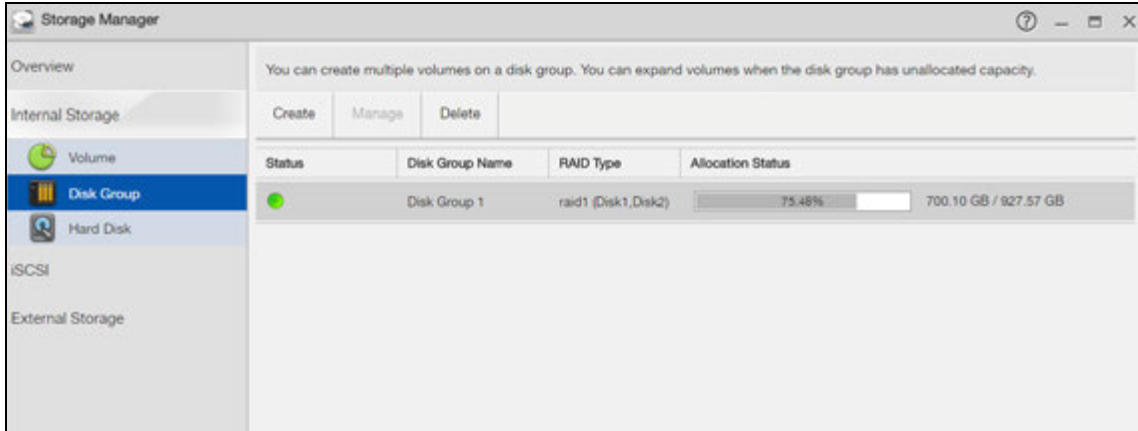 Storage Manager
Overview
You can create multiple volumes on a disk group. You can expand volumes when the disk group has unallocated capacity.
Internal Storage
Create Manage Delete
Volume
Status Disk Group Name RAID Type Allocation Status
Disk Group
Disk Group 1 raid1 (Disk1,Disk2) 75.48% 700.10 GB / 927.57 GB
Hard Disk
iSCSI
External Storage